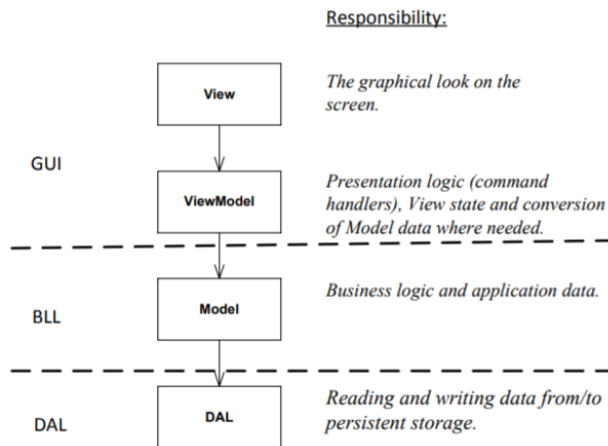 Responsibility:
View
The graphical look on the
screen.
GUI
ViewModel
Presentation logic (command
handlers), View state and conversion
of Model data where needed.
BLL
Model
Business logic and application data.
DAL
DAL
Reading and writing data from/to
persistent storage.